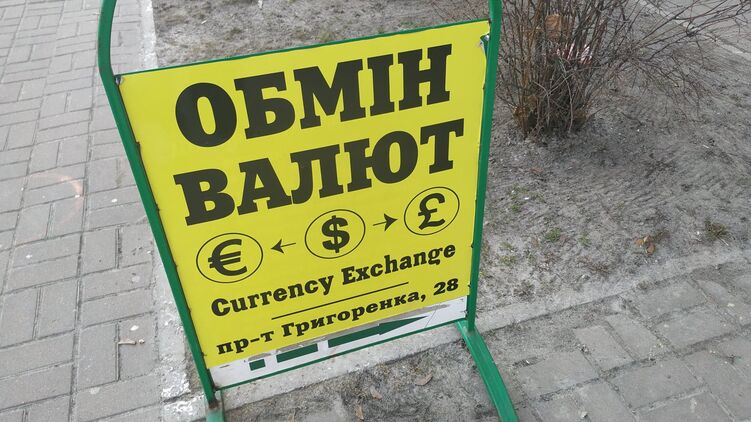 ОБМІН
ВАЛЮТ
€ ← $ → £
Currency Exchange
пр-т Григоренка, 28